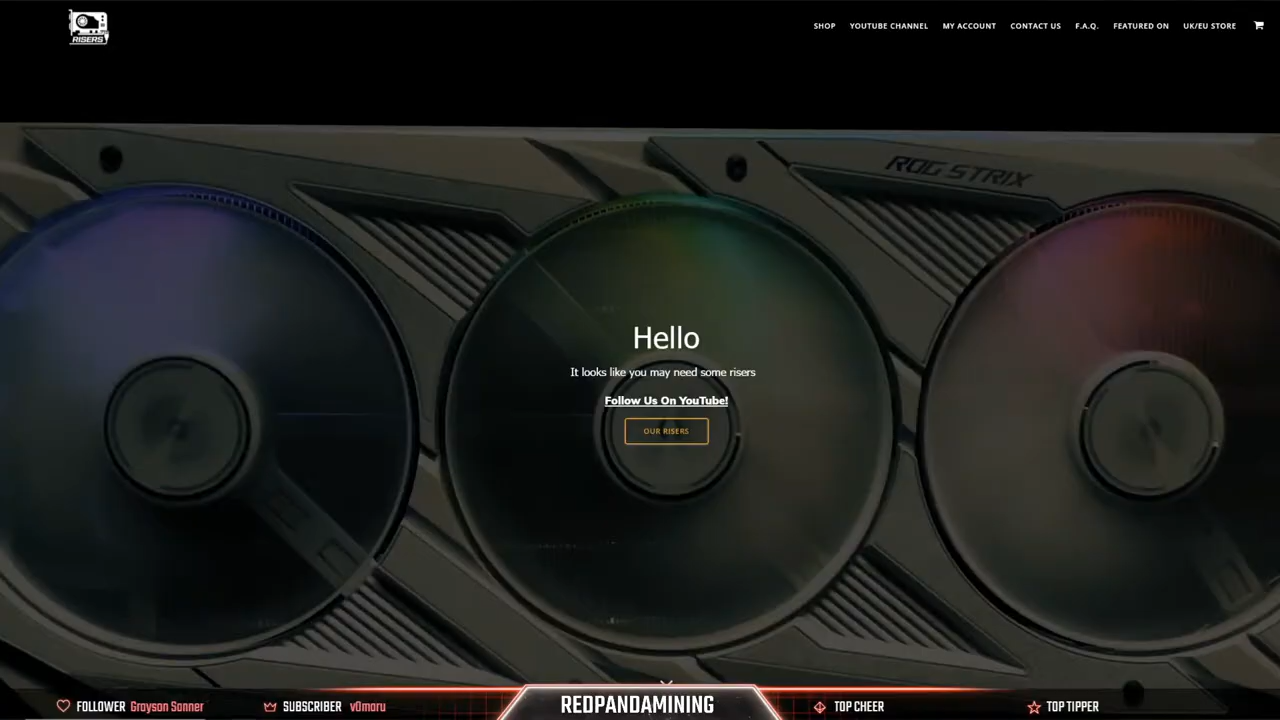 RISERS
SHOP YOUTUBE CHANNEL MY ACCOUNT CONTACT US F.A.Q. FEATURED ON UK/EU STORE
ROG STRIX
Hello
It looks like you may need some risers
Follow Us On YouTube!
OUR RISERS
FOLLOWER Grayson Sanner SUBSCRIBER v0moru REDPANDAMINING TOP CHEER TOP TIPPER